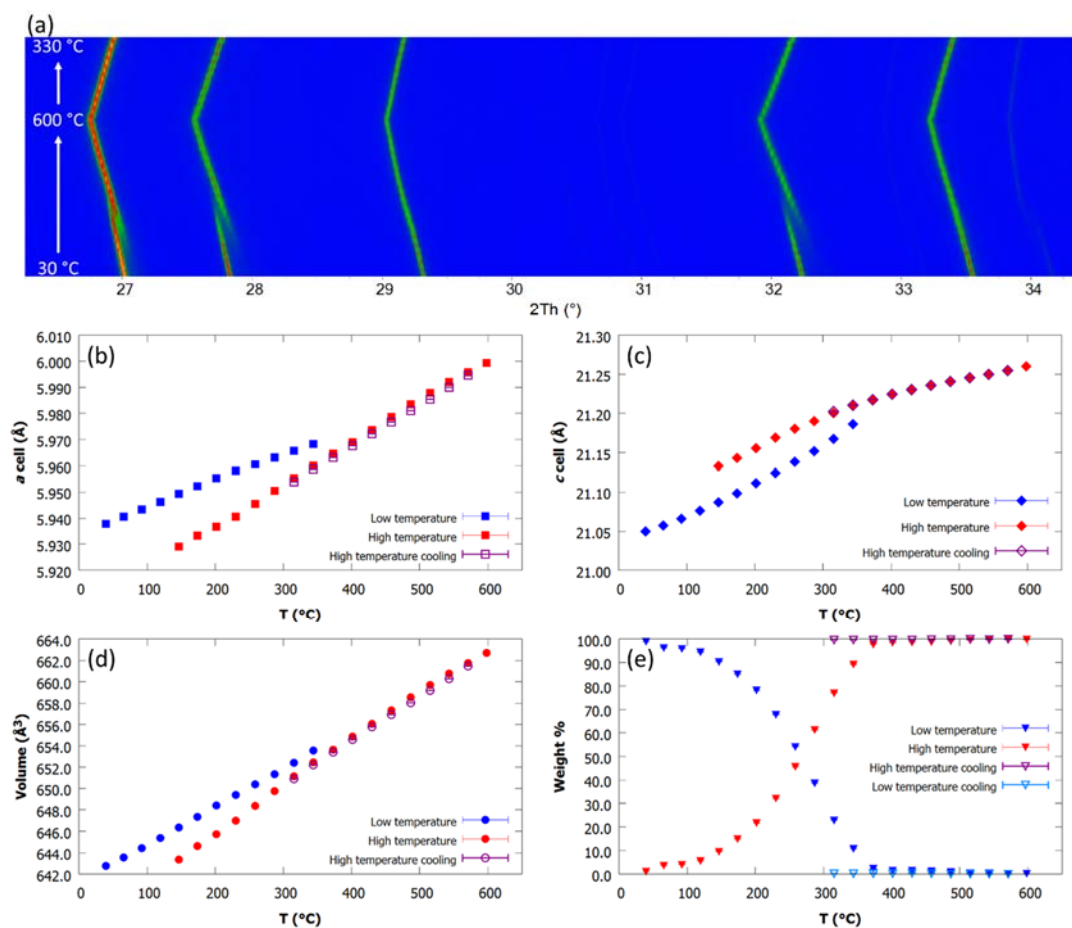 (a)
330 °C
600 °C
30 °C
27 28 29 30 31 32 33 34
2Th (°)
(b)
6.010
6.000
5.990
5.980
5.970
5.960
5.950
5.940
5.930
5.920
a cell (Å)
Low temperature
High temperature
High temperature cooling
0 100 200 300 400 500 600
T (°C)
(c)
21.30
21.25
21.20
21.15
21.10
21.05
21.00
c cell (Å)
Low temperature
High temperature
High temperature cooling
0 100 200 300 400 500 600
T (°C)
(d)
664.0
662.0
660.0
658.0
656.0
654.0
652.0
650.0
648.0
646.0
644.0
642.0
Volume (Å³)
Low temperature
High temperature
High temperature cooling
0 100 200 300 400 500 600
T (°C)
(e)
100.0
90.0
80.0
70.0
60.0
50.0
40.0
30.0
20.0
10.0
0.0
Weight %
Low temperature
High temperature
High temperature cooling
Low temperature cooling
0 100 200 300 400 500 600
T (°C)